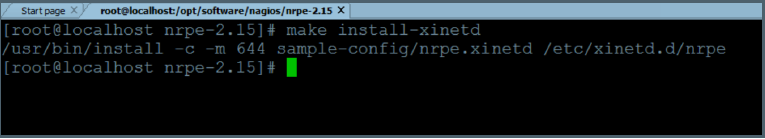 Start page
root@localhost:/opt/software/nagios/nrpe-2.15
[root@localhost nrpe-2.15]# make install-xinetd
/usr/bin/install -c -m 644 sample-config/nrpe.xinetd /etc/xinetd.d/nrpe
[root@localhost nrpe-2.15]#